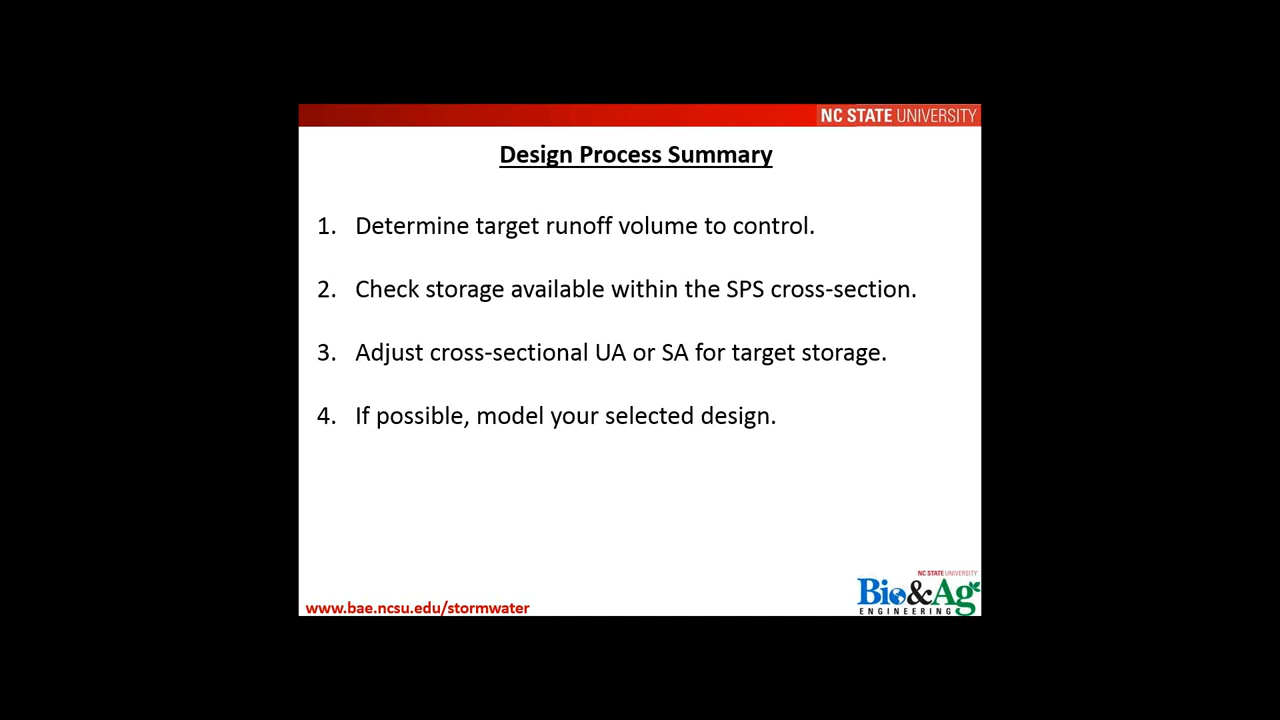 NC STATE UNIVERSITY
Design Process Summary
1. Determine target runoff volume to control.
2. Check storage available within the SPS cross-section.
3. Adjust cross-sectional UA or SA for target storage.
4. If possible, model your selected design.
NC STATE UNIVERSITY
Bio&Ag
ENGINEERING
www.bae.ncsu.edu/stormwater